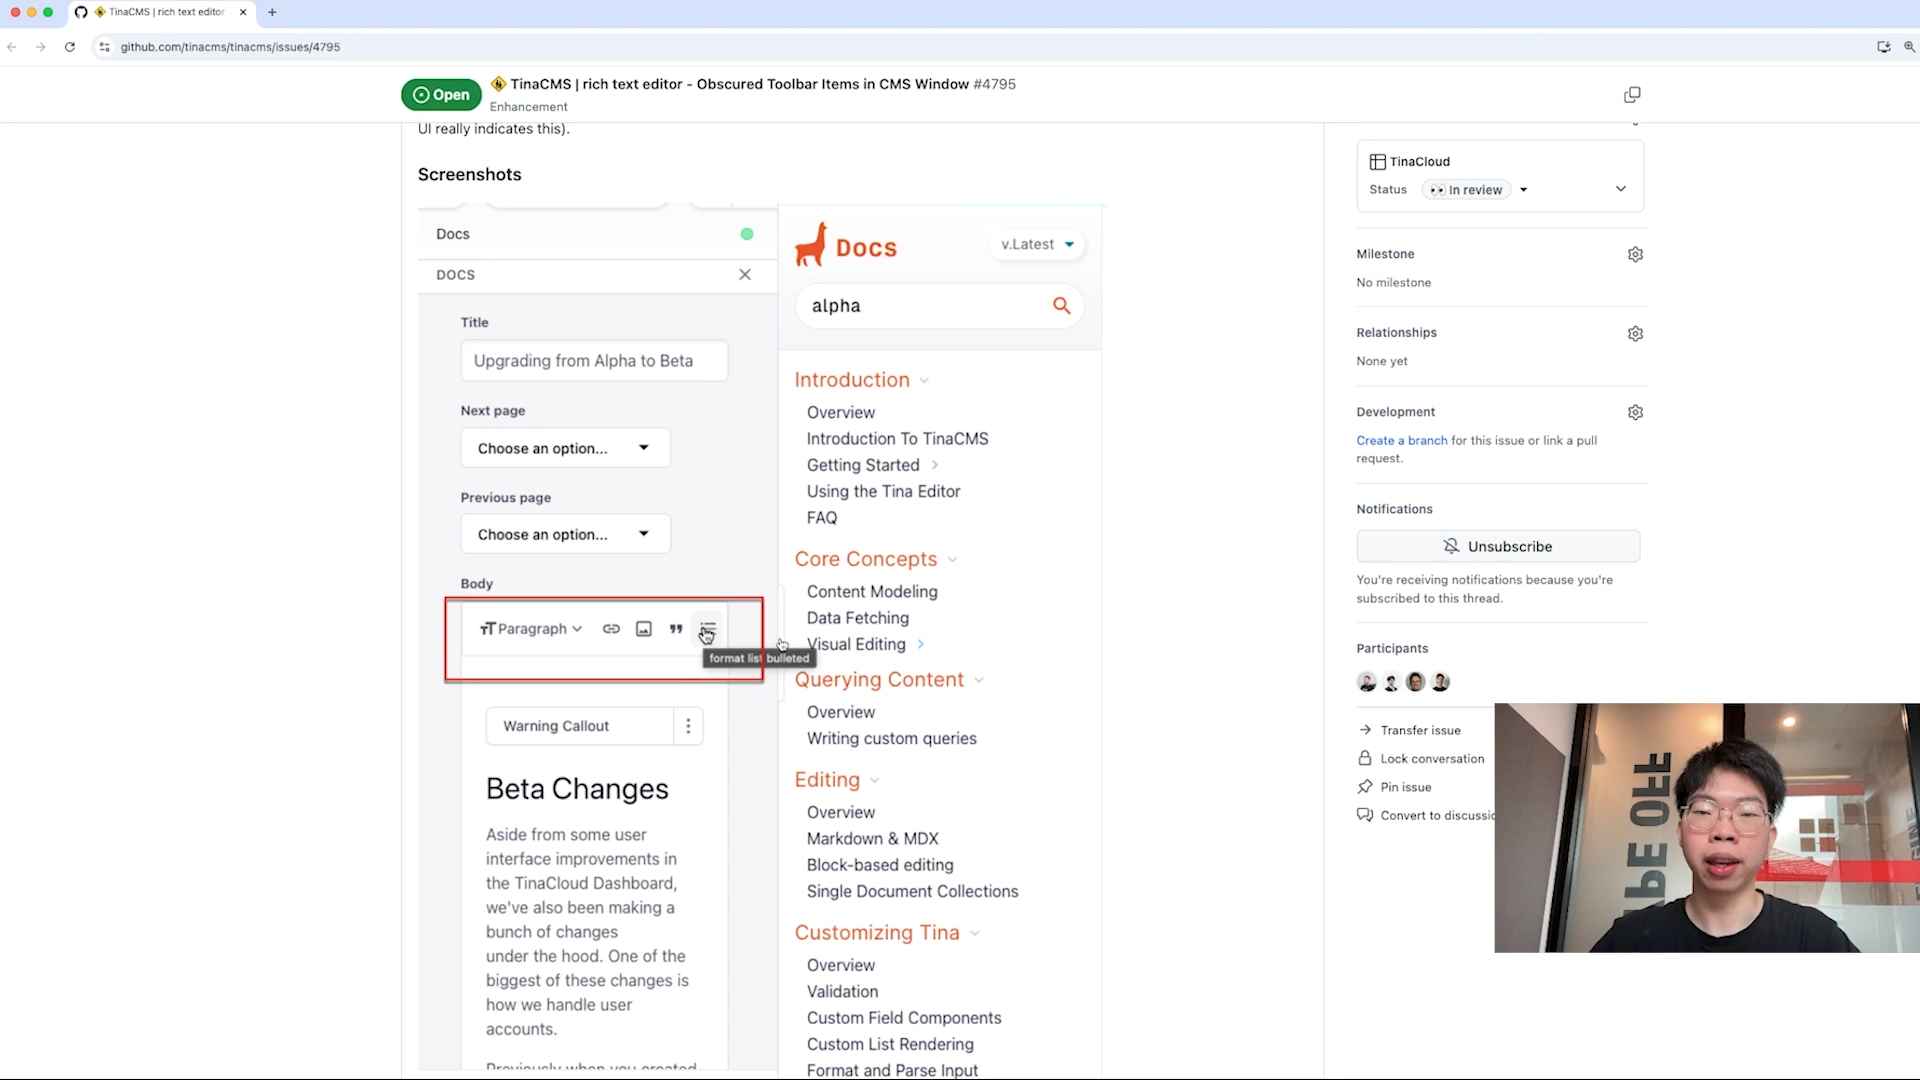 TinaCMS | rich text editor
github.com/tinacms/tinacms/issues/4795
Open
TinaCMS | rich text editor - Obscured Toolbar Items in CMS Window #4795
Enhancement
UI really indicates this).
Screenshots
Docs
DOCS
Title
Upgrading from Alpha to Beta
Next page
Choose an option...
Previous page
Choose an option...
Body
Paragraph
format list bulleted
Warning Callout
Beta Changes
Aside from some user
interface improvements in
the TinaCloud Dashboard,
we've also been making a
bunch of changes
under the hood. One of the
biggest of these changes is
how we handle user
accounts.
Previously when you created
Docs
v.Latest
alpha
Introduction
Overview
Introduction To TinaCMS
Getting Started
Using the Tina Editor
FAQ
Core Concepts
Content Modeling
Data Fetching
Visual Editing
Querying Content
Overview
Writing custom queries
Editing
Overview
Markdown & MDX
Block-based editing
Single Document Collections
Customizing Tina
Overview
Validation
Custom Field Components
Custom List Rendering
Format and Parse Input
TinaCloud
Status
In review
Milestone
No milestone
Relationships
None yet
Development
Create a branch for this issue or link a pull
request.
Notifications
Unsubscribe
You're receiving notifications because you're
subscribed to this thread.
Participants
Transfer issue
Lock conversation
Pin issue
Convert to discussio